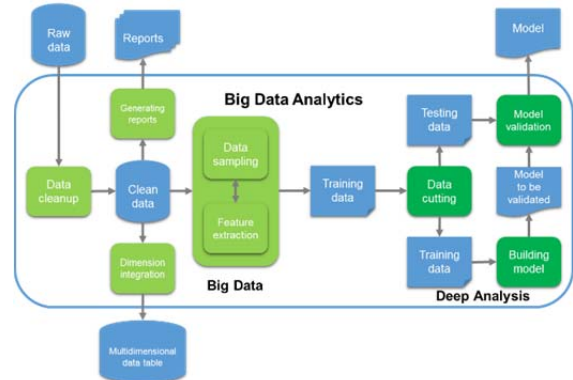 Raw
data
Reports
Model
Big Data Analytics
Generating
reports
Testing
data
Model
validation
Data
sampling
Data
cleanup
Clean
data
Training
data
Data
cutting
Model
to be
validated
Feature
extraction
Dimension
integration
Training
data
Building
model
Big Data
Deep Analysis
Multidimensional
data table